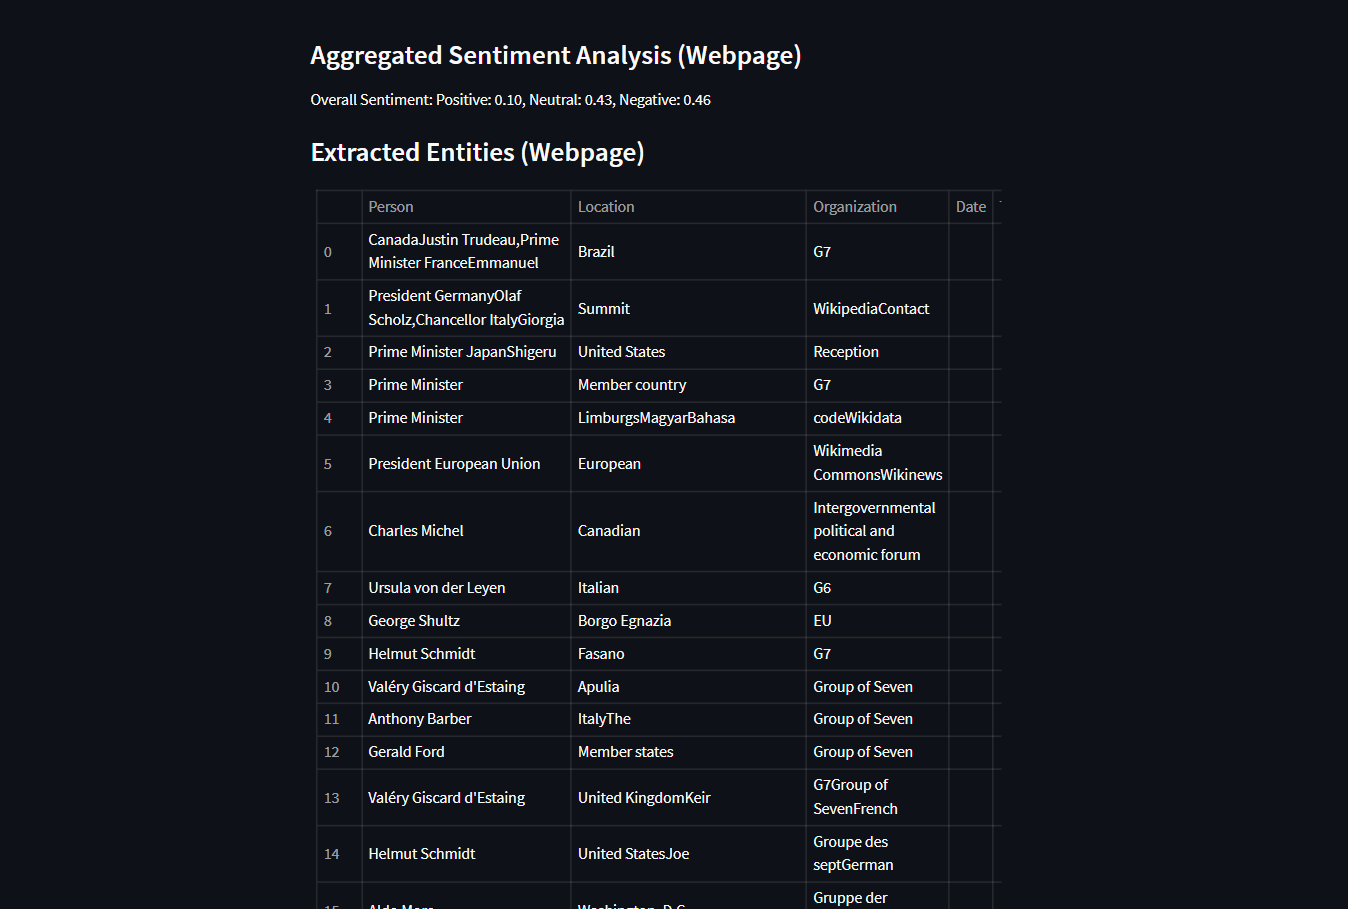 Aggregated Sentiment Analysis (Webpage)
Overall Sentiment: Positive: 0.10, Neutral: 0.43, Negative: 0.46
Extracted Entities (Webpage)
Person Location Organization Date
0 CanadaJustin Trudeau,Prime Minister FranceEmmanuel Brazil G7
1 President GermanyOlaf Scholz,Chancellor ItalyGiorgia Summit WikipediaContact
2 Prime Minister JapanShigeru United States Reception
3 Prime Minister Member country G7
4 Prime Minister LimburgsMagyarBahasa codeWikidata
5 President European Union European Wikimedia CommonsWikinews
6 Charles Michel Canadian Intergovernmental political and economic forum
7 Ursula von der Leyen Italian G6
8 George Shultz Borgo Egnazia EU
9 Helmut Schmidt Fasano G7
10 Valéry Giscard d'Estaing Apulia Group of Seven
11 Anthony Barber ItalyThe Group of Seven
12 Gerald Ford Member states Group of Seven
13 Valéry Giscard d'Estaing United KingdomKeir G7Group of SevenFrench
14 Helmut Schmidt United StatesJoe Groupe des septGerman
Gruppe der